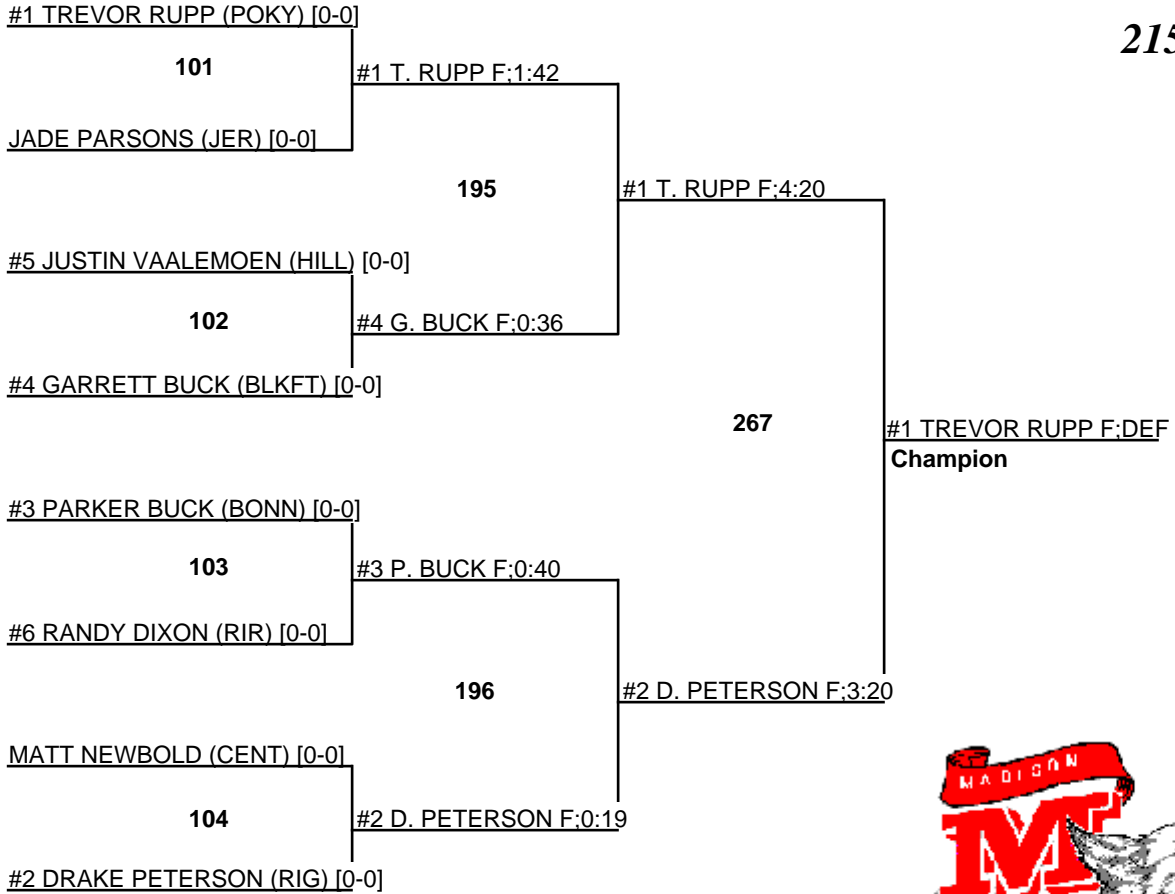 #1 TREVOR RUPP (POKY) [0-0]
215
101
#1 T. RUPP F;1:42
JADE PARSONS (JER) [0-0]
195
#1 T. RUPP F;4:20
#5 JUSTIN VAALEMOEN (HILL) [0-0]
102
#4 G. BUCK F;0:36
#4 GARRETT BUCK (BLKFT) [0-0]
267
#1 TREVOR RUPP F;DEF
Champion
#3 PARKER BUCK (BONN) [0-0]
103
#3 P. BUCK F;0:40
#6 RANDY DIXON (RIR) [0-0]
196
#2 D. PETERSON F;3:20
MATT NEWBOLD (CENT) [0-0]
104
#2 D. PETERSON F;0:19
#2 DRAKE PETERSON (RIG) [0-0]
MADISON
M